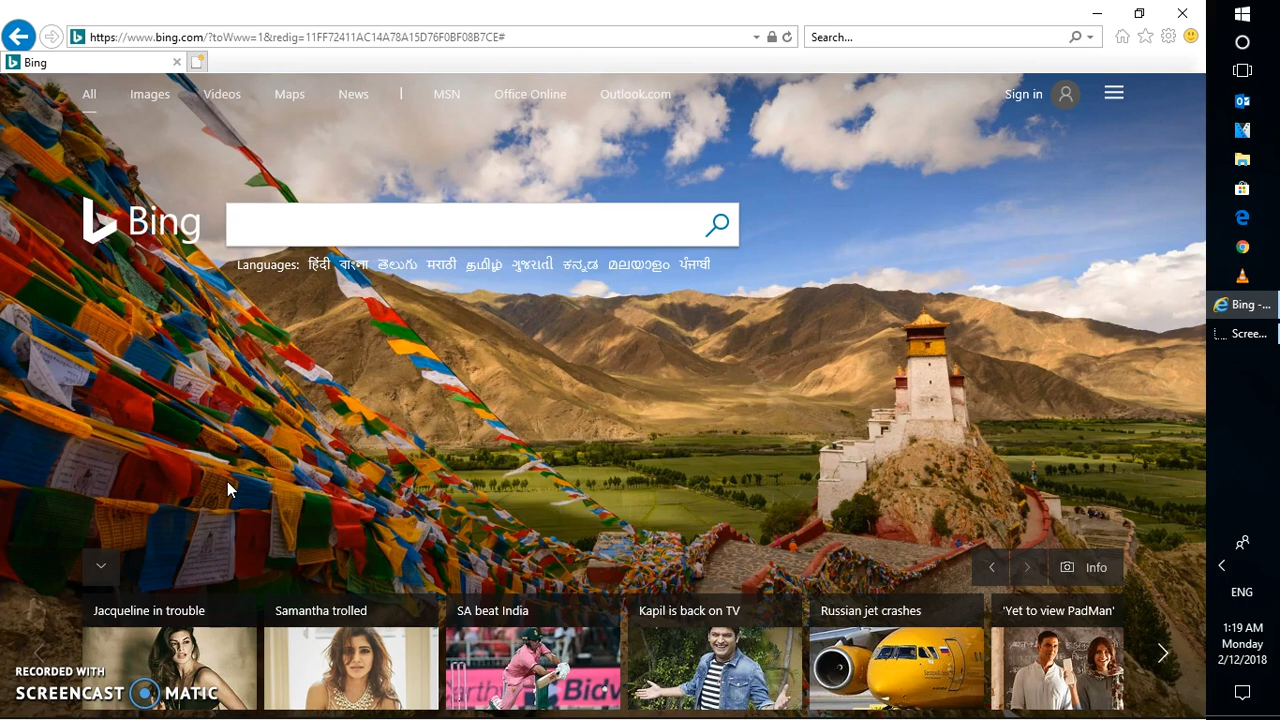 https://www.bing.com/?toWww=1&redig=11FF72411AC14A78A15D76F0BF08B7CE#
Search...
Bing
All Images Videos Maps News | MSN Office Online Outlook.com
Sign in
Bing
Languages: हिंदी বাংলা తెలుగు मराठी தமிழ் ગુજરાતી ಕನ್ನಡ മലയാളം ਪੰਜਾਬੀ
Info
Jacqueline in trouble
Samantha trolled
SA beat India
Kapil is back on TV
Russian jet crashes
'Yet to view PadMan'
RECORDED WITH
SCREENCAST MATIC
Bing -...
Scree...
ENG
1:19 AM
Monday
2/12/2018